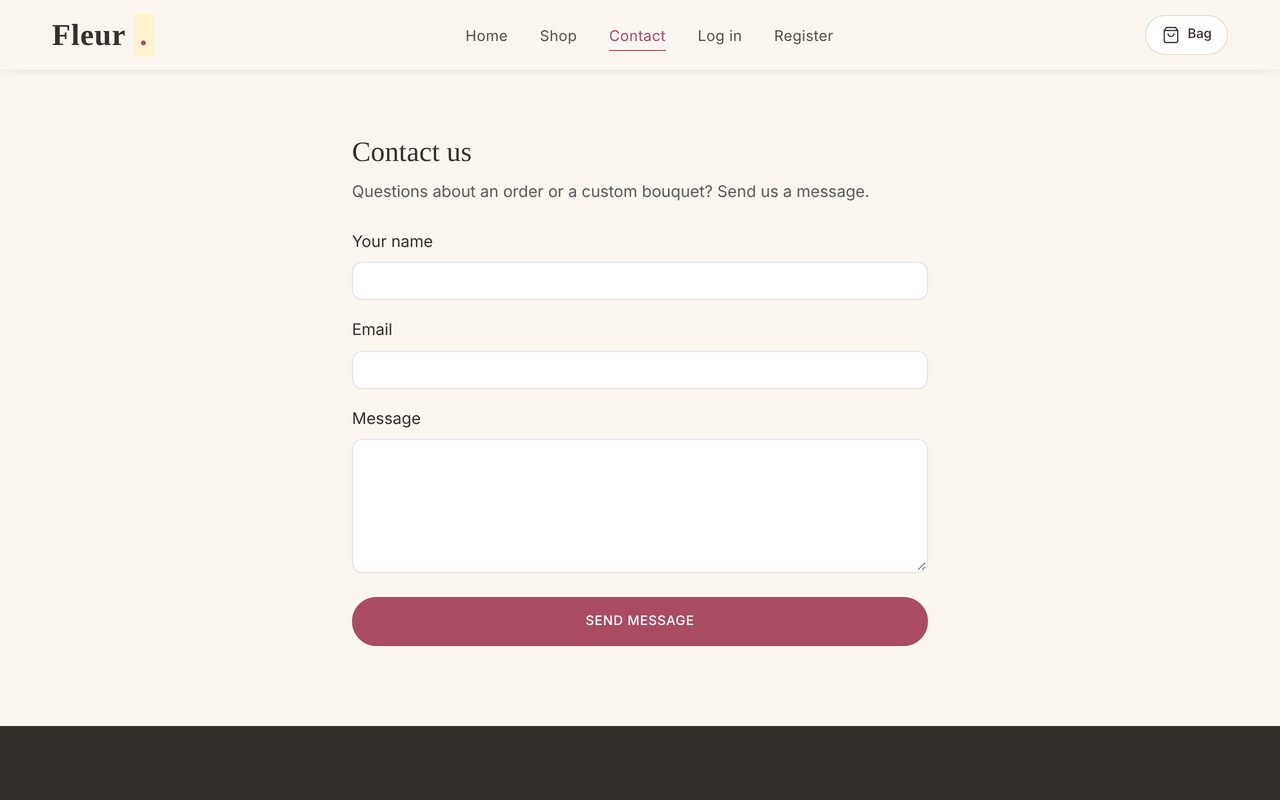 Fleur .
Home
Shop
Contact
Log in
Register
Bag
Contact us
Questions about an order or a custom bouquet? Send us a message.
Your name
Email
Message
SEND MESSAGE